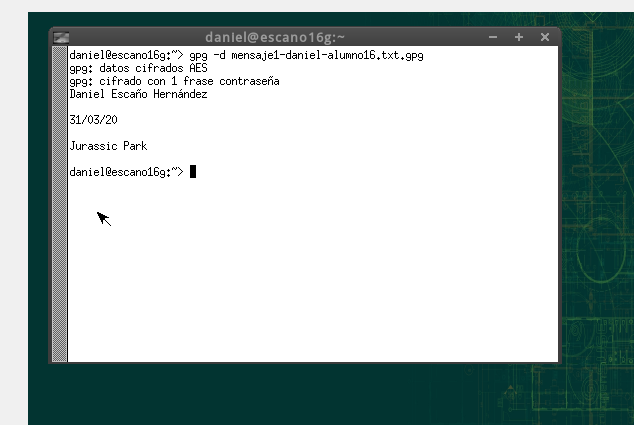 daniel@escano16g:~
daniel@escano16g:~> gpg -d mensaje1-daniel-alumno16.txt.gpg
gpg: datos cifrados AES
gpg: cifrado con 1 frase contraseña
Daniel Escaño Hernández
31/03/20
Jurassic Park
daniel@escano16g:~>